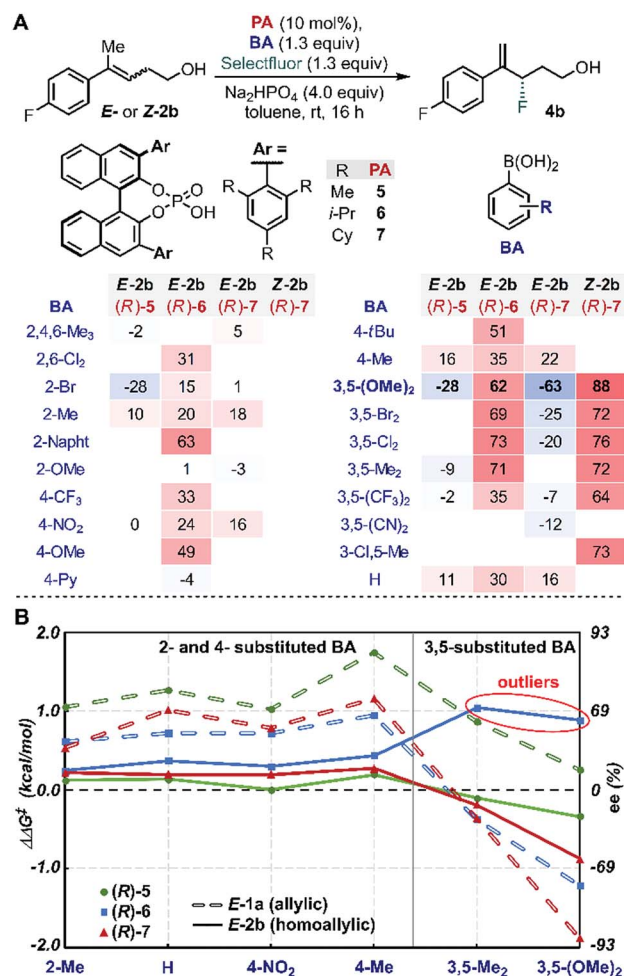 A
PA (10 mol%),
BA (1.3 equiv)
Selectfluor (1.3 equiv)
Na2HPO4 (4.0 equiv)
toluene, rt, 16 h
Me
OH
F
E- or Z-2b
OH
F
F
4b
Ar
O
O
P
O
OH
Ar
Ar =
R
R
R
R PA
Me 5
i-Pr 6
Cy 7
B(OH)2
R
BA
E-2b E-2b E-2b Z-2b
BA (R)-5 (R)-6 (R)-7 (R)-7
2,4,6-Me3 -2 5
2,6-Cl2 31
2-Br -28 15 1
2-Me 10 20 18
2-Napht 63
2-OMe 1 -3
4-CF3 33
4-NO2 0 24 16
4-OMe 49
4-Py -4
E-2b E-2b E-2b Z-2b
BA (R)-5 (R)-6 (R)-7 (R)-7
4-tBu 51
4-Me 16 35 22
3,5-(OMe)2 -28 62 -63 88
3,5-Br2 69 -25 72
3,5-Cl2 73 -20 76
3,5-Me2 -9 71 72
3,5-(CF3)2 -2 35 -7 64
3,5-(CN)2 -12
3-Cl,5-Me 73
H 11 30 16
B
2- and 4- substituted BA
3,5-substituted BA
outliers
ΔΔG‡ (kcal/mol)
2.0
1.0
0.0
-1.0
-2.0
93
69
0
-69
-93
ee (%)
(R)-5
(R)-6
(R)-7
E-1a (allylic)
E-2b (homoallylic)
2-Me H 4-NO2 4-Me 3,5-Me2 3,5-(OMe)2